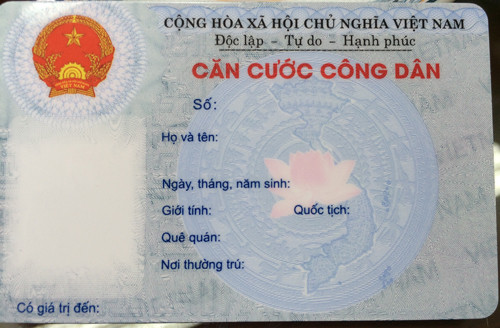 CỘNG HÒA XÃ HỘI CHỦ NGHĨA VIỆT NAM
Độc lập - Tự do - Hạnh phúc
CĂN CƯỚC CÔNG DÂN
Số:
Họ và tên:
Ngày, tháng, năm sinh:
Giới tính: Quốc tịch:
Quê quán:
Nơi thường trú:
Có giá trị đến: